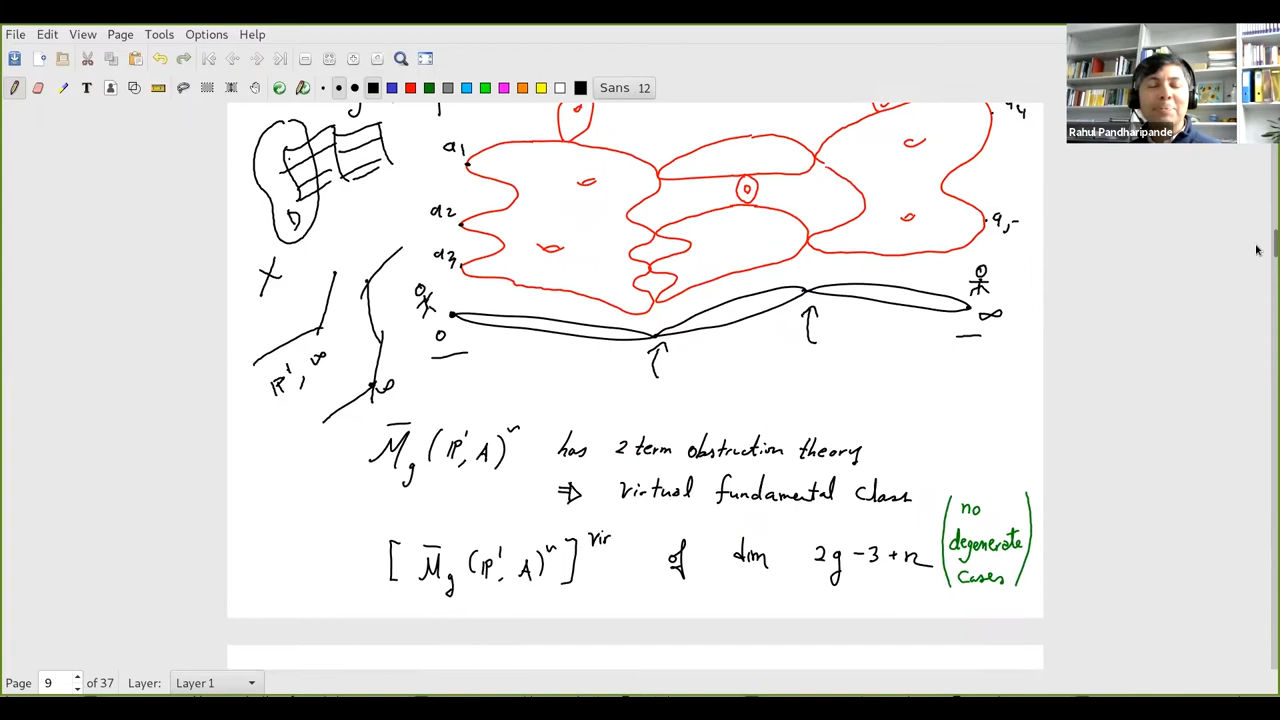 File Edit View Page Tools Options Help
Sans 12
Rahul Pandharipande
a1
a2
a3
D
X
P¹, ∞
0
∞
∞
M̄g (P¹, A)~ has 2 term obstruction theory
⇒ virtual fundamental class
[ M̄g (P¹, A)~ ]^vir of dim 2g-3+n (no degenerate cases)
Page 9 of 37 Layer: Layer 1